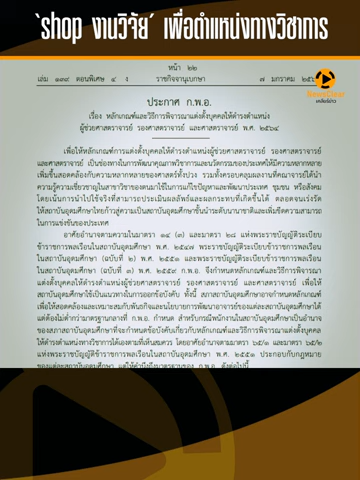 'shop งานวิจัย' เพื่อตำแหน่งทางวิชาการ
หน้า ๒๒
เล่ม ๑๓๙ ตอนพิเศษ ๔ ง ราชกิจจานุเบกษา ๗ มกราคม
NewsClear
เคลียร์ข่าว
ประกาศ ก.พ.อ.
เรื่อง หลักเกณฑ์และวิธีการพิจารณาแต่งตั้งบุคคลให้ดำรงตำแหน่ง
ผู้ช่วยศาสตราจารย์ รองศาสตราจารย์ และศาสตราจารย์ พ.ศ. ๒๕๖๔
เพื่อให้หลักเกณฑ์การแต่งตั้งบุคคลให้ดำรงตำแหน่งผู้ช่วยศาสตราจารย์ รองศาสตราจารย์
และศาสตราจารย์ เป็นช่องทางในการพัฒนาคุณภาพวิชาการและนวัตกรรมของประเทศให้มีความหลากหลาย
เพิ่มขึ้นสอดคล้องกับความหลากหลายของศาสตร์ทั้งปวง รวมทั้งครอบคลุมผลงานที่คณาจารย์ได้นำ
ความรู้ความเชี่ยวชาญในสาขาวิชาของตนมาใช้ในการแก้ไขปัญหาและพัฒนาประเทศ ชุมชน หรือสังคม
โดยเน้นการนำไปใช้จริงที่สามารถประเมินผลลัพธ์และผลกระทบที่เกิดขึ้นได้ ตลอดจนเร่งรัด
ให้สถาบันอุดมศึกษาไทยก้าวสู่ความเป็นสถาบันอุดมศึกษาชั้นนำระดับนานาชาติและเพิ่มขีดความสามารถ
ในการแข่งขันของประเทศ
อาศัยอำนาจตามความในมาตรา ๑๔ (๓) และมาตรา ๒๘ แห่งพระราชบัญญัติระเบียบ
ข้าราชการพลเรือนในสถาบันอุดมศึกษา พ.ศ. ๒๕๔๗ พระราชบัญญัติระเบียบข้าราชการพลเรือน
ในสถาบันอุดมศึกษา (ฉบับที่ ๒) พ.ศ. ๒๕๕๑ และพระราชบัญญัติระเบียบข้าราชการพลเรือน
ในสถาบันอุดมศึกษา (ฉบับที่ ๓) พ.ศ. ๒๕๕๙ ก.พ.อ. จึงกำหนดหลักเกณฑ์และวิธีการพิจารณา
แต่งตั้งบุคคลให้ดำรงตำแหน่งผู้ช่วยศาสตราจารย์ รองศาสตราจารย์ และศาสตราจารย์ เพื่อให้
สถาบันอุดมศึกษาใช้เป็นแนวทางในการออกข้อบังคับ ทั้งนี้ สภาสถาบันอุดมศึกษาอาจกำหนดหลักเกณฑ์
เพื่อให้สอดคล้องและเหมาะสมกับพันธกิจและนโยบายการพัฒนาอาจารย์ของแต่ละสถาบันอุดมศึกษาได้
แต่ต้องไม่ต่ำกว่ามาตรฐานกลางที่ ก.พ.อ. กำหนด สำหรับกรณีพนักงานในสถาบันอุดมศึกษาเป็นอำนาจ
ของสภาสถาบันอุดมศึกษาที่จะกำหนดข้อบังคับเกี่ยวกับหลักเกณฑ์และวิธีการพิจารณาแต่งตั้งบุคคล
ให้ดำรงตำแหน่งทางวิชาการได้เองตามที่เห็นสมควร โดยอาศัยอำนาจตามมาตรา ๖๕/๑ และมาตรา ๖๕/๒
แห่งพระราชบัญญัติข้าราชการพลเรือนในสถาบันอุดมศึกษา พ.ศ. ๒๕๕๑ ประกอบกับกฎหมาย
ของแต่ละสถาบันอุดมศึกษา แต่ให้คำนึงถึงมาตรฐานของ ก.พ.อ. ดังต่อไปนี้